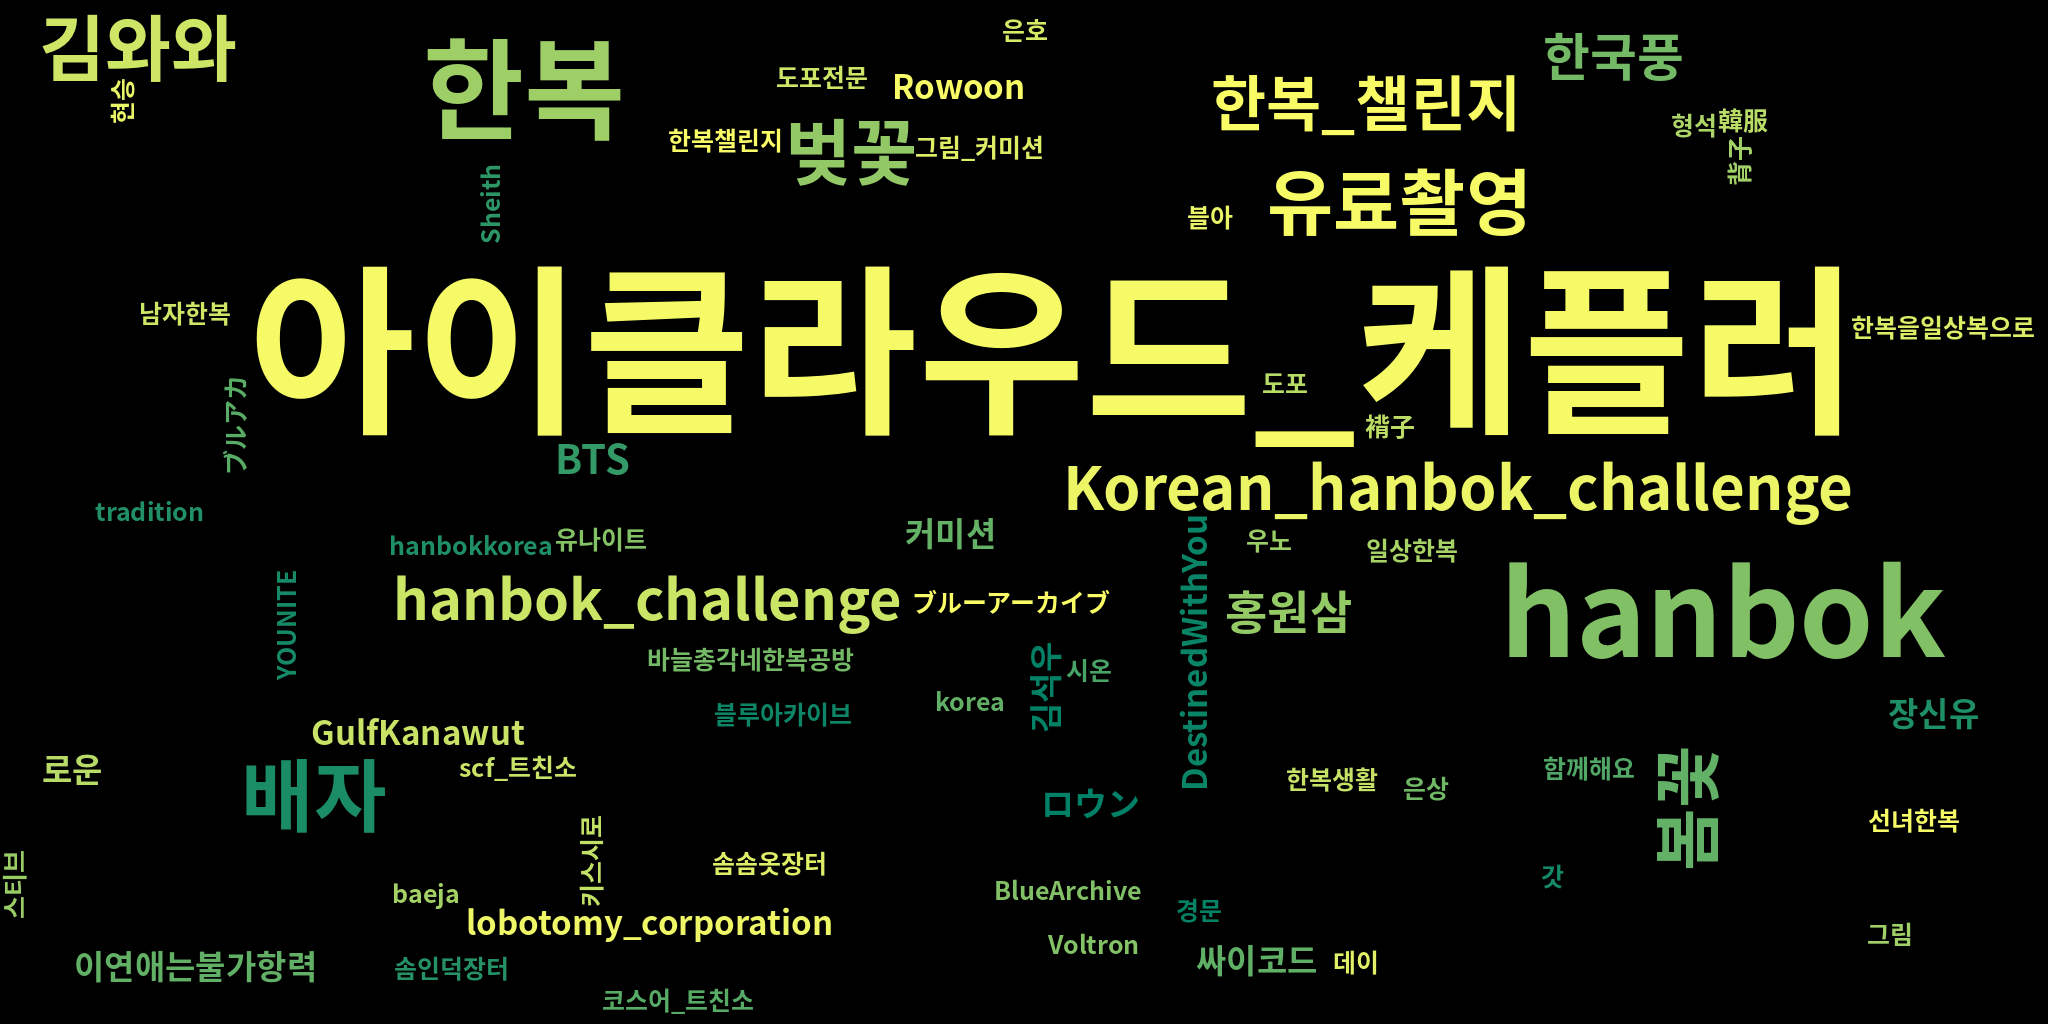 김와와
현승
한복
은호
도포전문
Rowoon
한복챌린지
벚꽃
그림_커미션
한복_챌린지
한국풍
형석
韓服
背子
Sheith
블아
유료촬영
남자한복
아이클라우드_케플러
한복을일상복으로
도포
褙子
ブルアカ
BTS
Korean_hanbok_challenge
tradition
hanbokkorea
유나이트
커미션
DestinedWithYou
우노
일상한복
YOUNITE
hanbok_challenge
ブルーアーカイブ
홍원삼
hanbok
바늘총각네한복공방
김석우
시온
korea
블루아카이브
장신유
GulfKanawut
로운
scf_트친소
배자
ロウン
한복생활
은상
함께해요
봄꽃
선녀한복
스티브
키스시로
솜솜옷장터
baeja
BlueArchive
갓
lobotomy_corporation
경문
Voltron
그림
이연애는불가항력
솜인덕장터
싸이코드
데이
코스어_트친소